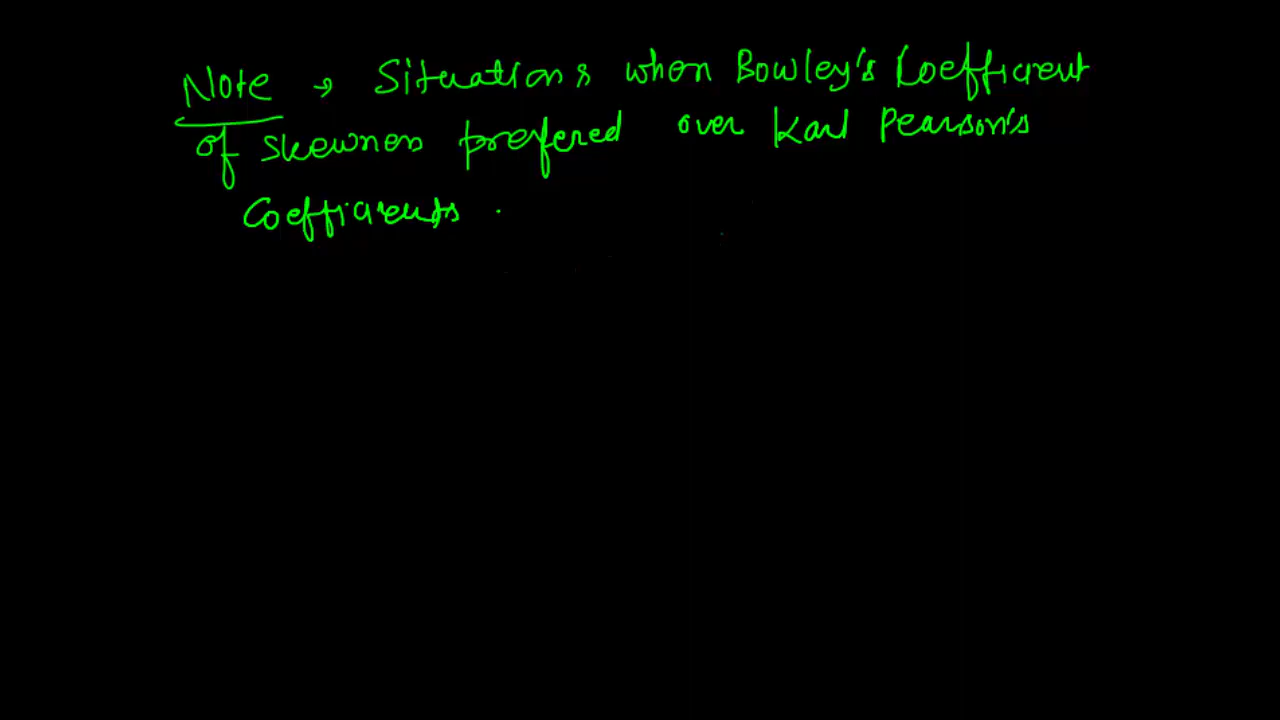 Note → Situations when Bowley's Coefficient
of skewness prefered over Karl Pearson's
Coefficients .